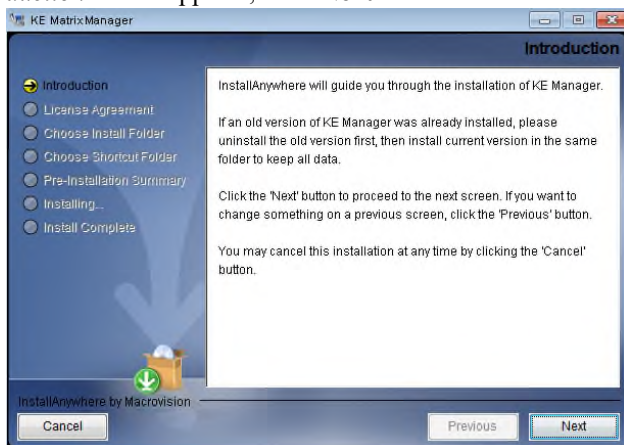 KE MatrixManager
Introduction
Introduction
License Agreement
Choose Install Folder
Choose Shortcut Folder
Pre-Installation Summary
Installing...
Install Complete
InstallAnywhere will guide you through the installation of KE Manager.
If an old version of KE Manager was already installed, please
uninstall the old version first, then install current version in the same
folder to keep all data.
Click the 'Next' button to proceed to the next screen. If you want to
change something on a previous screen, click the 'Previous' button.
You may cancel this installation at any time by clicking the 'Cancel'
button.
InstallAnywhere by Macrovision
Cancel
Previous
Next